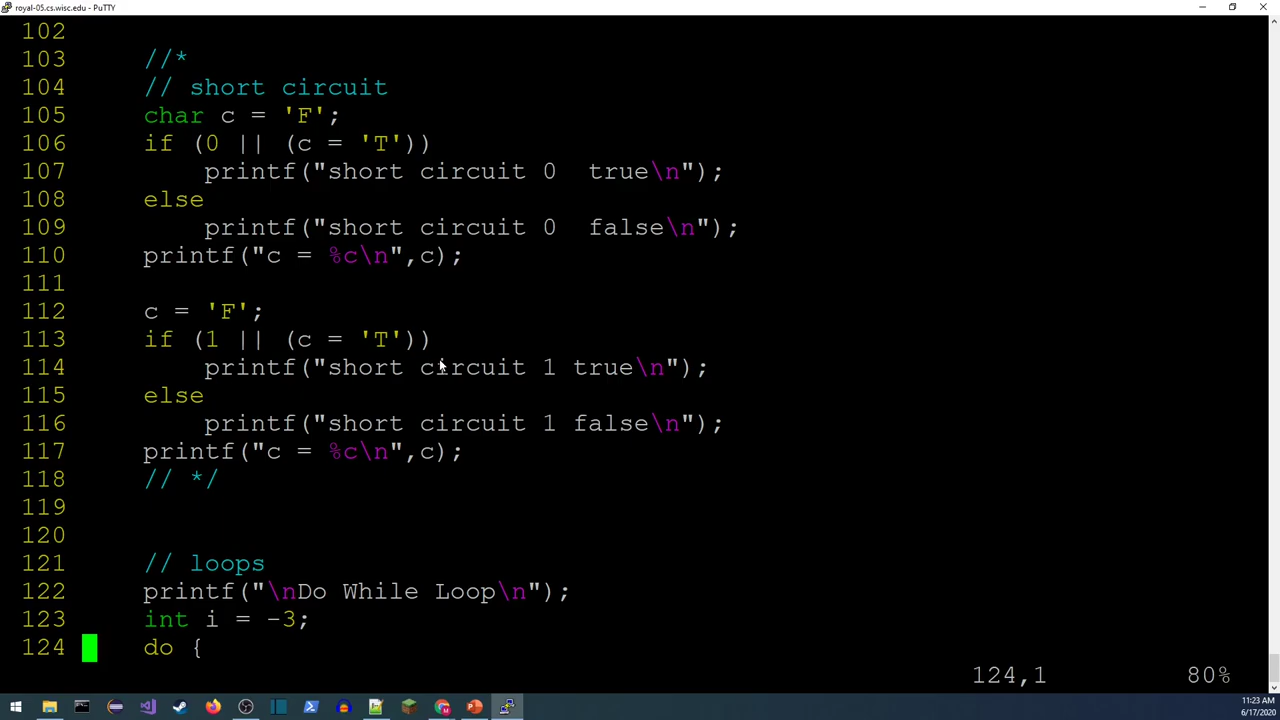 royal-05.cs.wisc.edu - PuTTY
102
103     //*
104     // short circuit
105     char c = 'F';
106     if (0 || (c = 'T'))
107         printf("short circuit 0  true\n");
108     else
109         printf("short circuit 0  false\n");
110     printf("c = %c\n",c);
111
112     c = 'F';
113     if (1 || (c = 'T'))
114         printf("short circuit 1 true\n");
115     else
116         printf("short circuit 1 false\n");
117     printf("c = %c\n",c);
118     // */
119
120
121     // loops
122     printf("\nDo While Loop\n");
123     int i = -3;
124     do {
124,1 80%
11:23 AM
6/17/2020